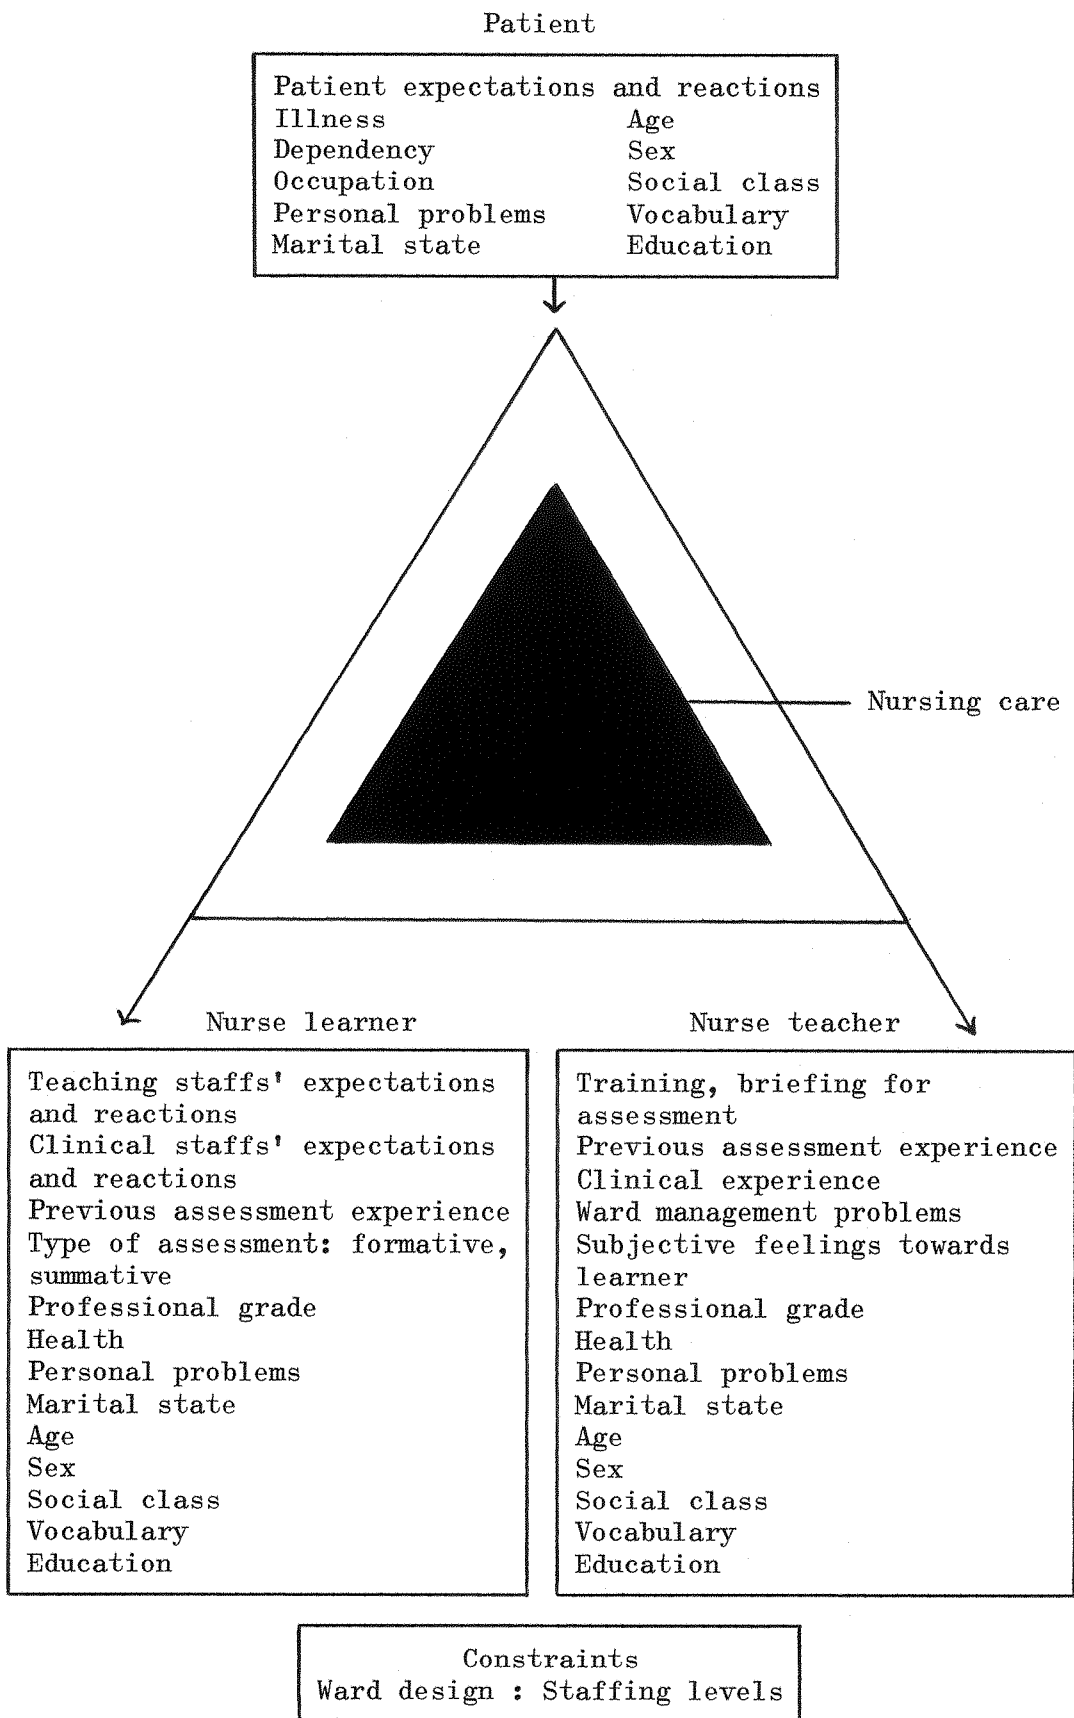 Patient
Patient expectations and reactions
Illness Age
Dependency Sex
Occupation Social class
Personal problems Vocabulary
Marital state Education
Nursing care
Nurse learner
Teaching staffs' expectations
and reactions
Clinical staffs' expectations
and reactions
Previous assessment experience
Type of assessment: formative,
summative
Professional grade
Health
Personal problems
Marital state
Age
Sex
Social class
Vocabulary
Education
Nurse teacher
Training, briefing for
assessment
Previous assessment experience
Clinical experience
Ward management problems
Subjective feelings towards
learner
Professional grade
Health
Personal problems
Marital state
Age
Sex
Social class
Vocabulary
Education
Constraints
Ward design : Staffing levels